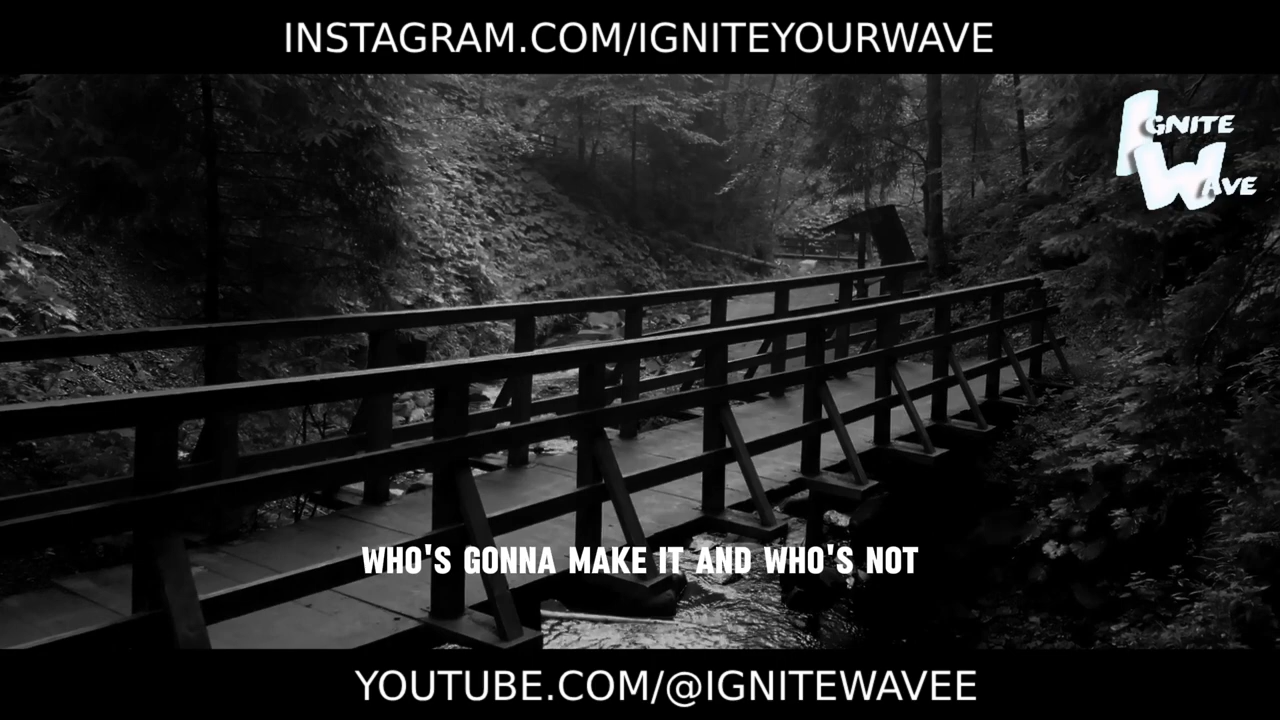 INSTAGRAM.COM/IGNITEYOURWAVE
IGNITE
WAVE
WHO'S GONNA MAKE IT AND WHO'S NOT
YOUTUBE.COM/@IGNITEWAVEE